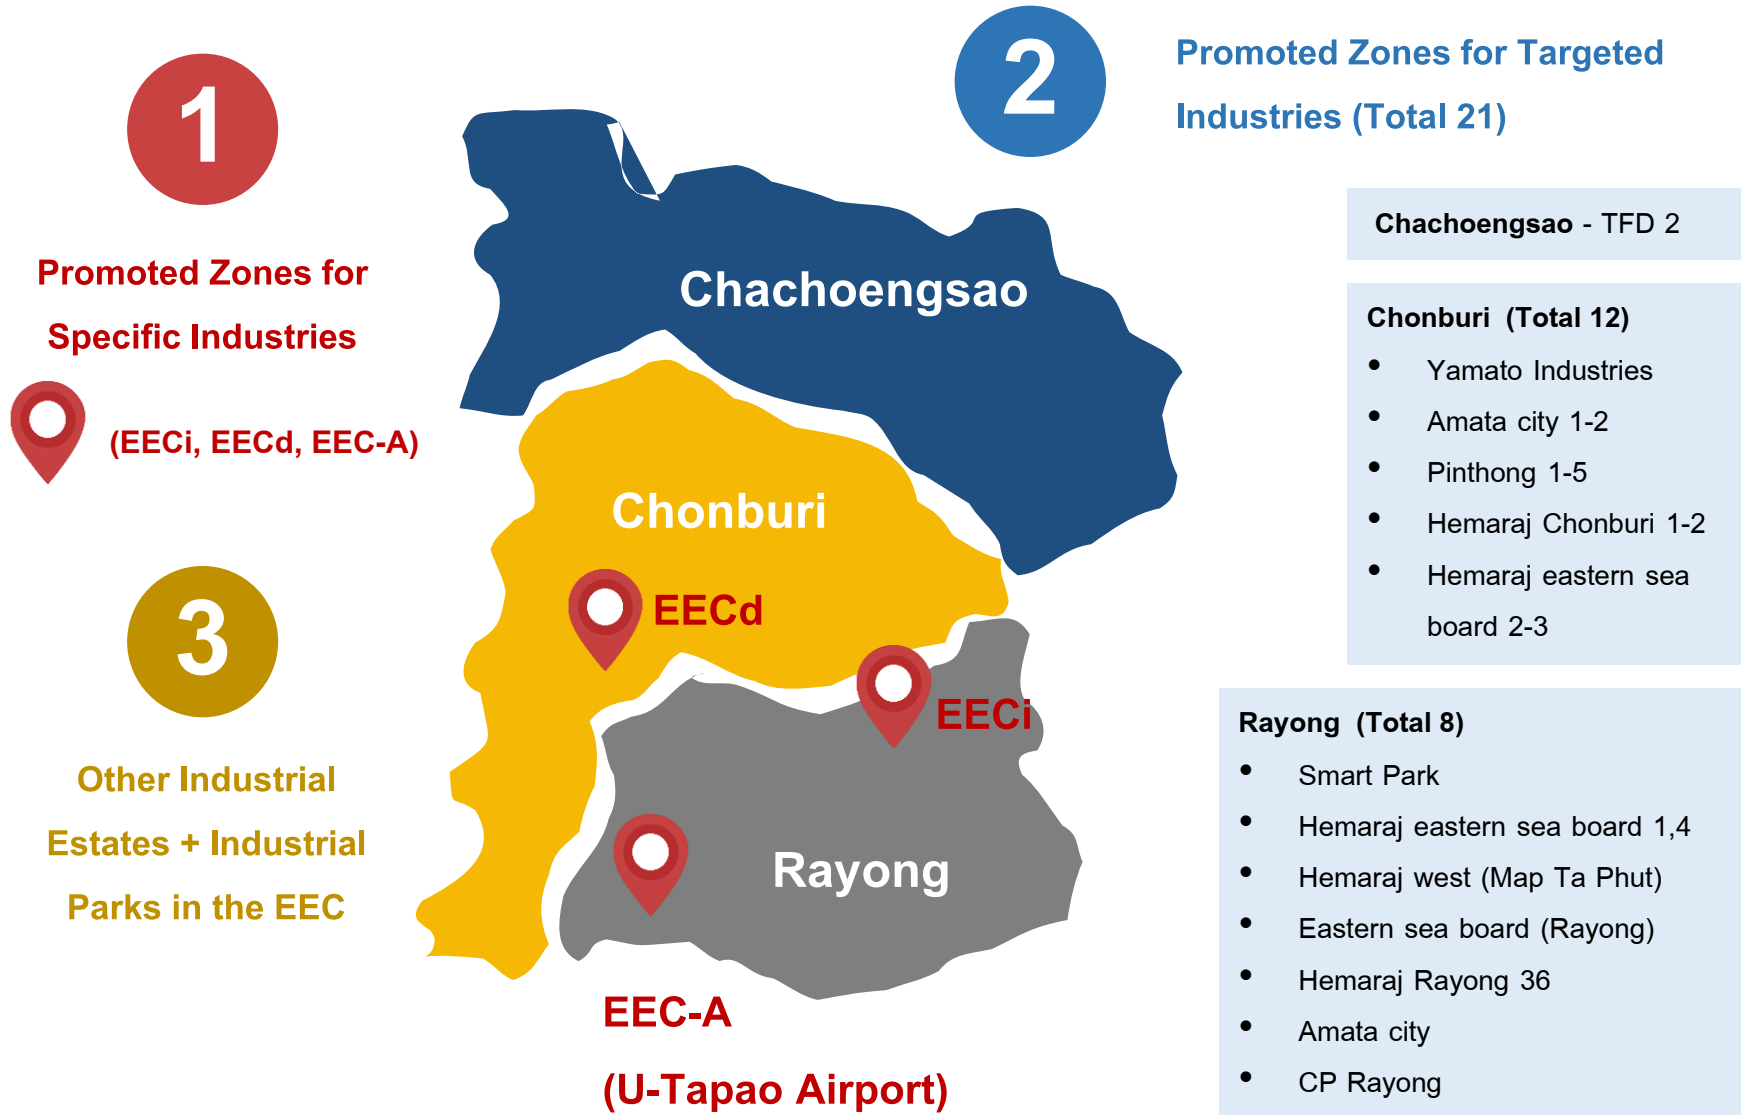 1
Promoted Zones for
Specific Industries
(EECi, EECd, EEC-A)
3
Other Industrial
Estates + Industrial
Parks in the EEC
Chachoengsao
Chonburi
EECd
EECi
Rayong
EEC-A
(U-Tapao Airport)
2
Promoted Zones for Targeted
Industries (Total 21)
Chachoengsao - TFD 2
Chonburi (Total 12)
• Yamato Industries
• Amata city 1-2
• Pinthong 1-5
• Hemaraj Chonburi 1-2
• Hemaraj eastern sea
board 2-3
Rayong (Total 8)
• Smart Park
• Hemaraj eastern sea board 1,4
• Hemaraj west (Map Ta Phut)
• Eastern sea board (Rayong)
• Hemaraj Rayong 36
• Amata city
• CP Rayong